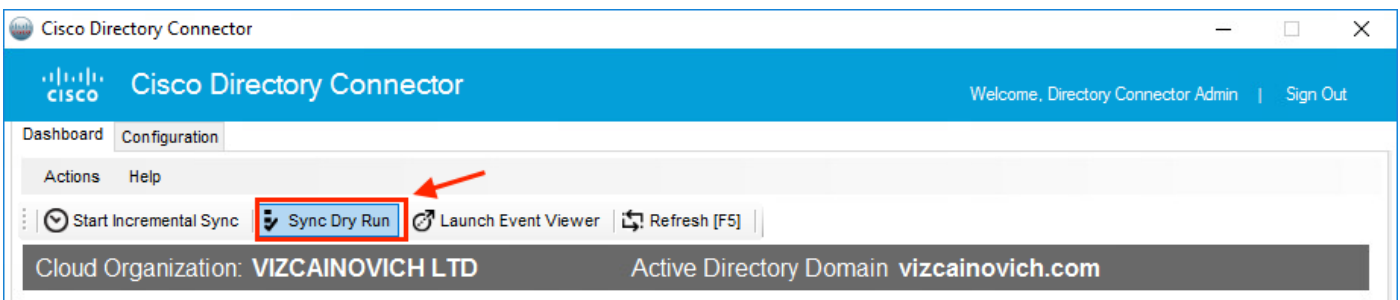 Cisco Directory Connector
CISCO Cisco Directory Connector Welcome, Directory Connector Admin | Sign Out
Dashboard Configuration
Actions Help
Start Incremental Sync Sync Dry Run Launch Event Viewer Refresh [F5]
Cloud Organization: VIZCAINOVICH LTD Active Directory Domain vizcainovich.com